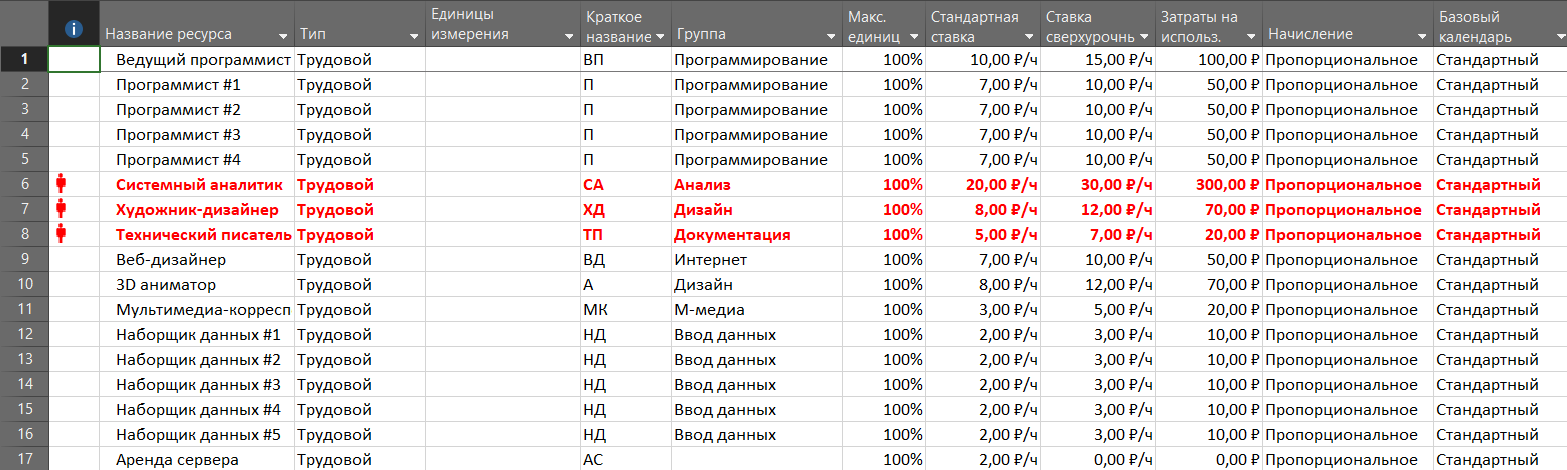 Название ресурса Тип Единицы измерения Краткое название Группа Макс. единиц Стандартная ставка Ставка сверхурочнь Затраты на использ. Начисление Базовый календарь
1 Ведущий программист Трудовой ВП Программирование 100% 10,00 ₽/ч 15,00 ₽/ч 100,00 ₽ Пропорциональное Стандартный
2 Программист #1 Трудовой П Программирование 100% 7,00 ₽/ч 10,00 ₽/ч 50,00 ₽ Пропорциональное Стандартный
3 Программист #2 Трудовой П Программирование 100% 7,00 ₽/ч 10,00 ₽/ч 50,00 ₽ Пропорциональное Стандартный
4 Программист #3 Трудовой П Программирование 100% 7,00 ₽/ч 10,00 ₽/ч 50,00 ₽ Пропорциональное Стандартный
5 Программист #4 Трудовой П Программирование 100% 7,00 ₽/ч 10,00 ₽/ч 50,00 ₽ Пропорциональное Стандартный
6 Системный аналитик Трудовой СА Анализ 100% 20,00 ₽/ч 30,00 ₽/ч 300,00 ₽ Пропорциональное Стандартный
7 Художник-дизайнер Трудовой ХД Дизайн 100% 8,00 ₽/ч 12,00 ₽/ч 70,00 ₽ Пропорциональное Стандартный
8 Технический писатель Трудовой ТП Документация 100% 5,00 ₽/ч 7,00 ₽/ч 20,00 ₽ Пропорциональное Стандартный
9 Веб-дизайнер Трудовой ВД Интернет 100% 7,00 ₽/ч 10,00 ₽/ч 50,00 ₽ Пропорциональное Стандартный
10 3D аниматор Трудовой А Дизайн 100% 8,00 ₽/ч 12,00 ₽/ч 70,00 ₽ Пропорциональное Стандартный
11 Мультимедиа-корресп Трудовой МК М-медиа 100% 3,00 ₽/ч 5,00 ₽/ч 20,00 ₽ Пропорциональное Стандартный
12 Наборщик данных #1 Трудовой НД Ввод данных 100% 2,00 ₽/ч 3,00 ₽/ч 10,00 ₽ Пропорциональное Стандартный
13 Наборщик данных #2 Трудовой НД Ввод данных 100% 2,00 ₽/ч 3,00 ₽/ч 10,00 ₽ Пропорциональное Стандартный
14 Наборщик данных #3 Трудовой НД Ввод данных 100% 2,00 ₽/ч 3,00 ₽/ч 10,00 ₽ Пропорциональное Стандартный
15 Наборщик данных #4 Трудовой НД Ввод данных 100% 2,00 ₽/ч 3,00 ₽/ч 10,00 ₽ Пропорциональное Стандартный
16 Наборщик данных #5 Трудовой НД Ввод данных 100% 2,00 ₽/ч 3,00 ₽/ч 10,00 ₽ Пропорциональное Стандартный
17 Аренда сервера Трудовой АС 100% 2,00 ₽/ч 0,00 ₽/ч 0,00 ₽ Пропорциональное Стандартный